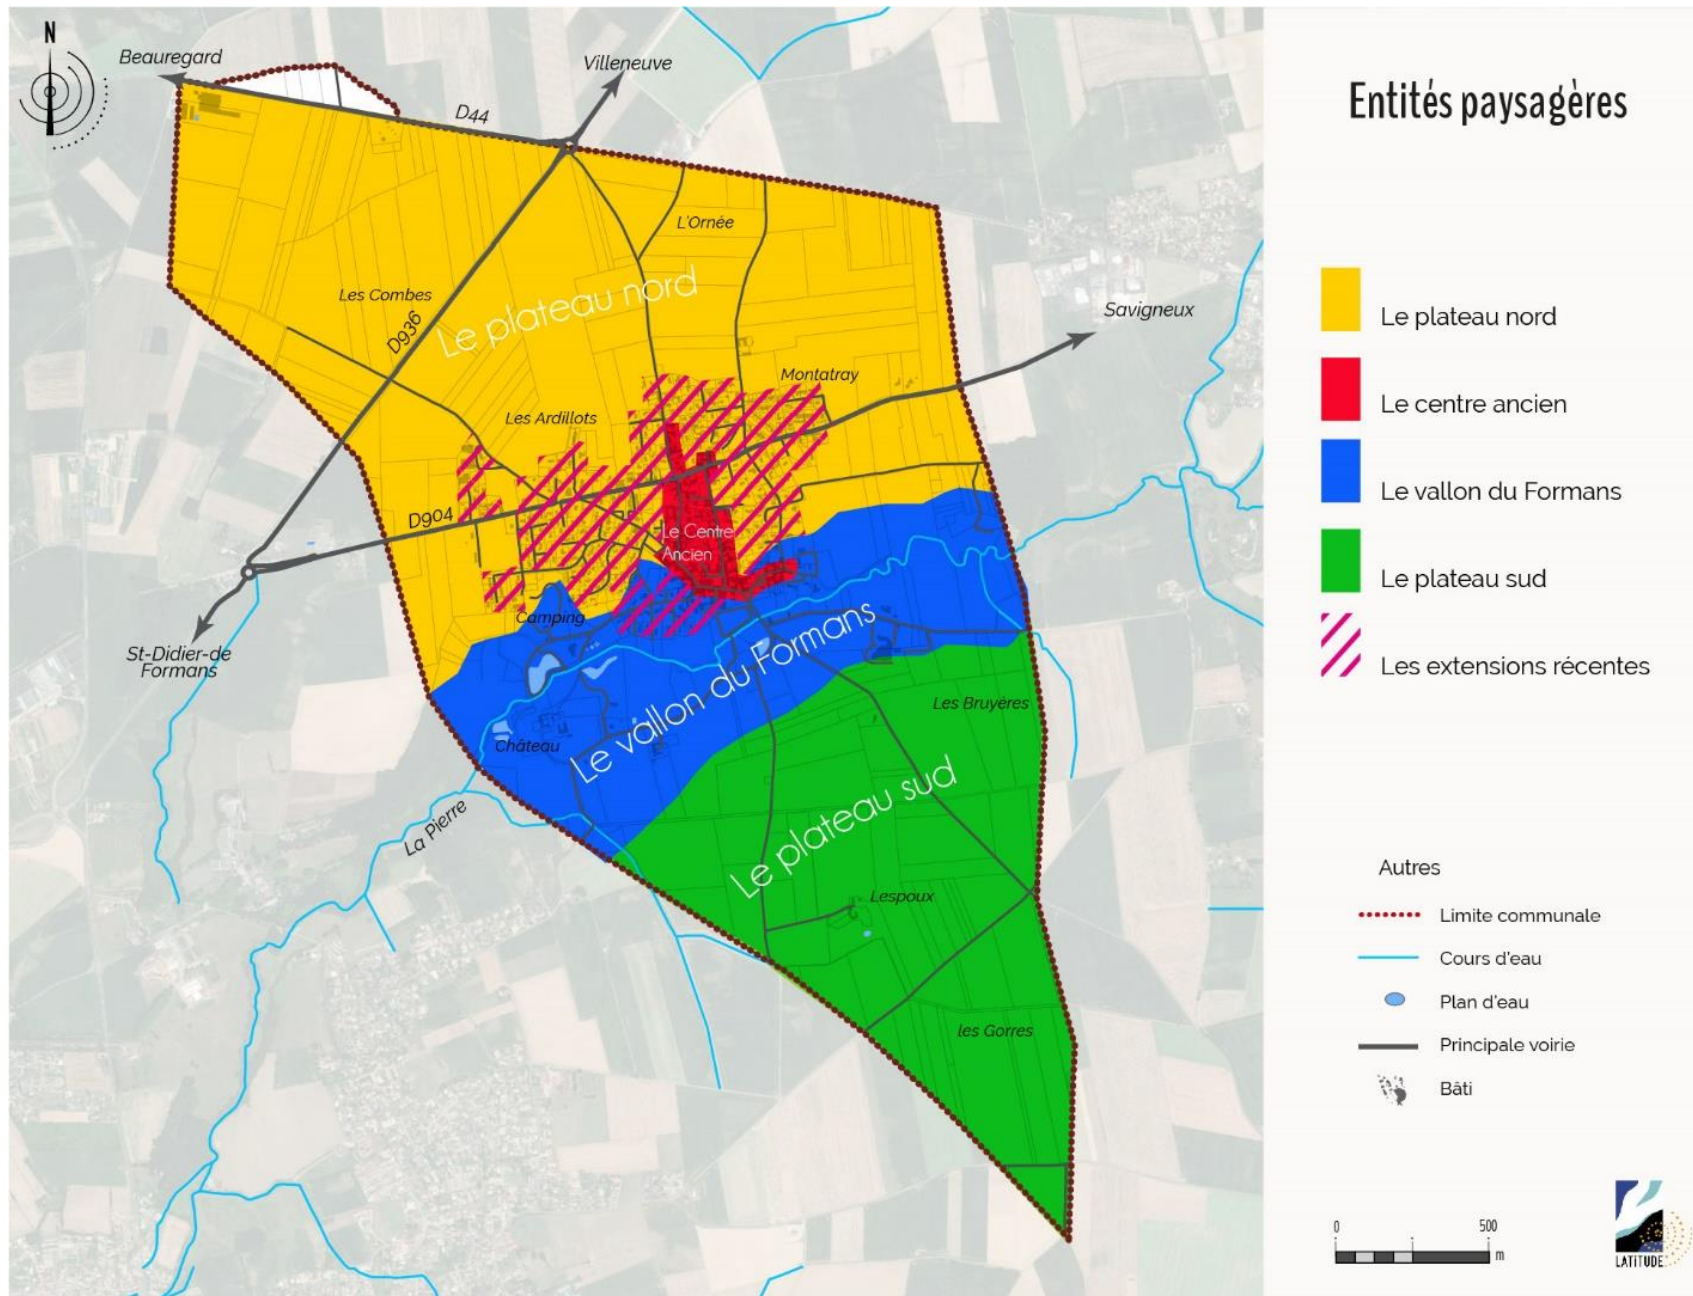 N
Beauregard
Villeneuve
D44
L'Ornée
Les Combes
D936
Le plateau nord
Savigneux
Montatray
Les Ardillots
D904
Le Centre
Ancien
Camping
St-Didier-de
Formans
Le vallon du Formans
Les Bruyères
Château
La Pierre
Le plateau sud
Lespoux
les Gorres
Entités paysagères
Le plateau nord
Le centre ancien
Le vallon du Formans
Le plateau sud
Les extensions récentes
Autres
Limite communale
Cours d'eau
Plan d'eau
Principale voirie
Bâti
0 500
m
LATITUDE